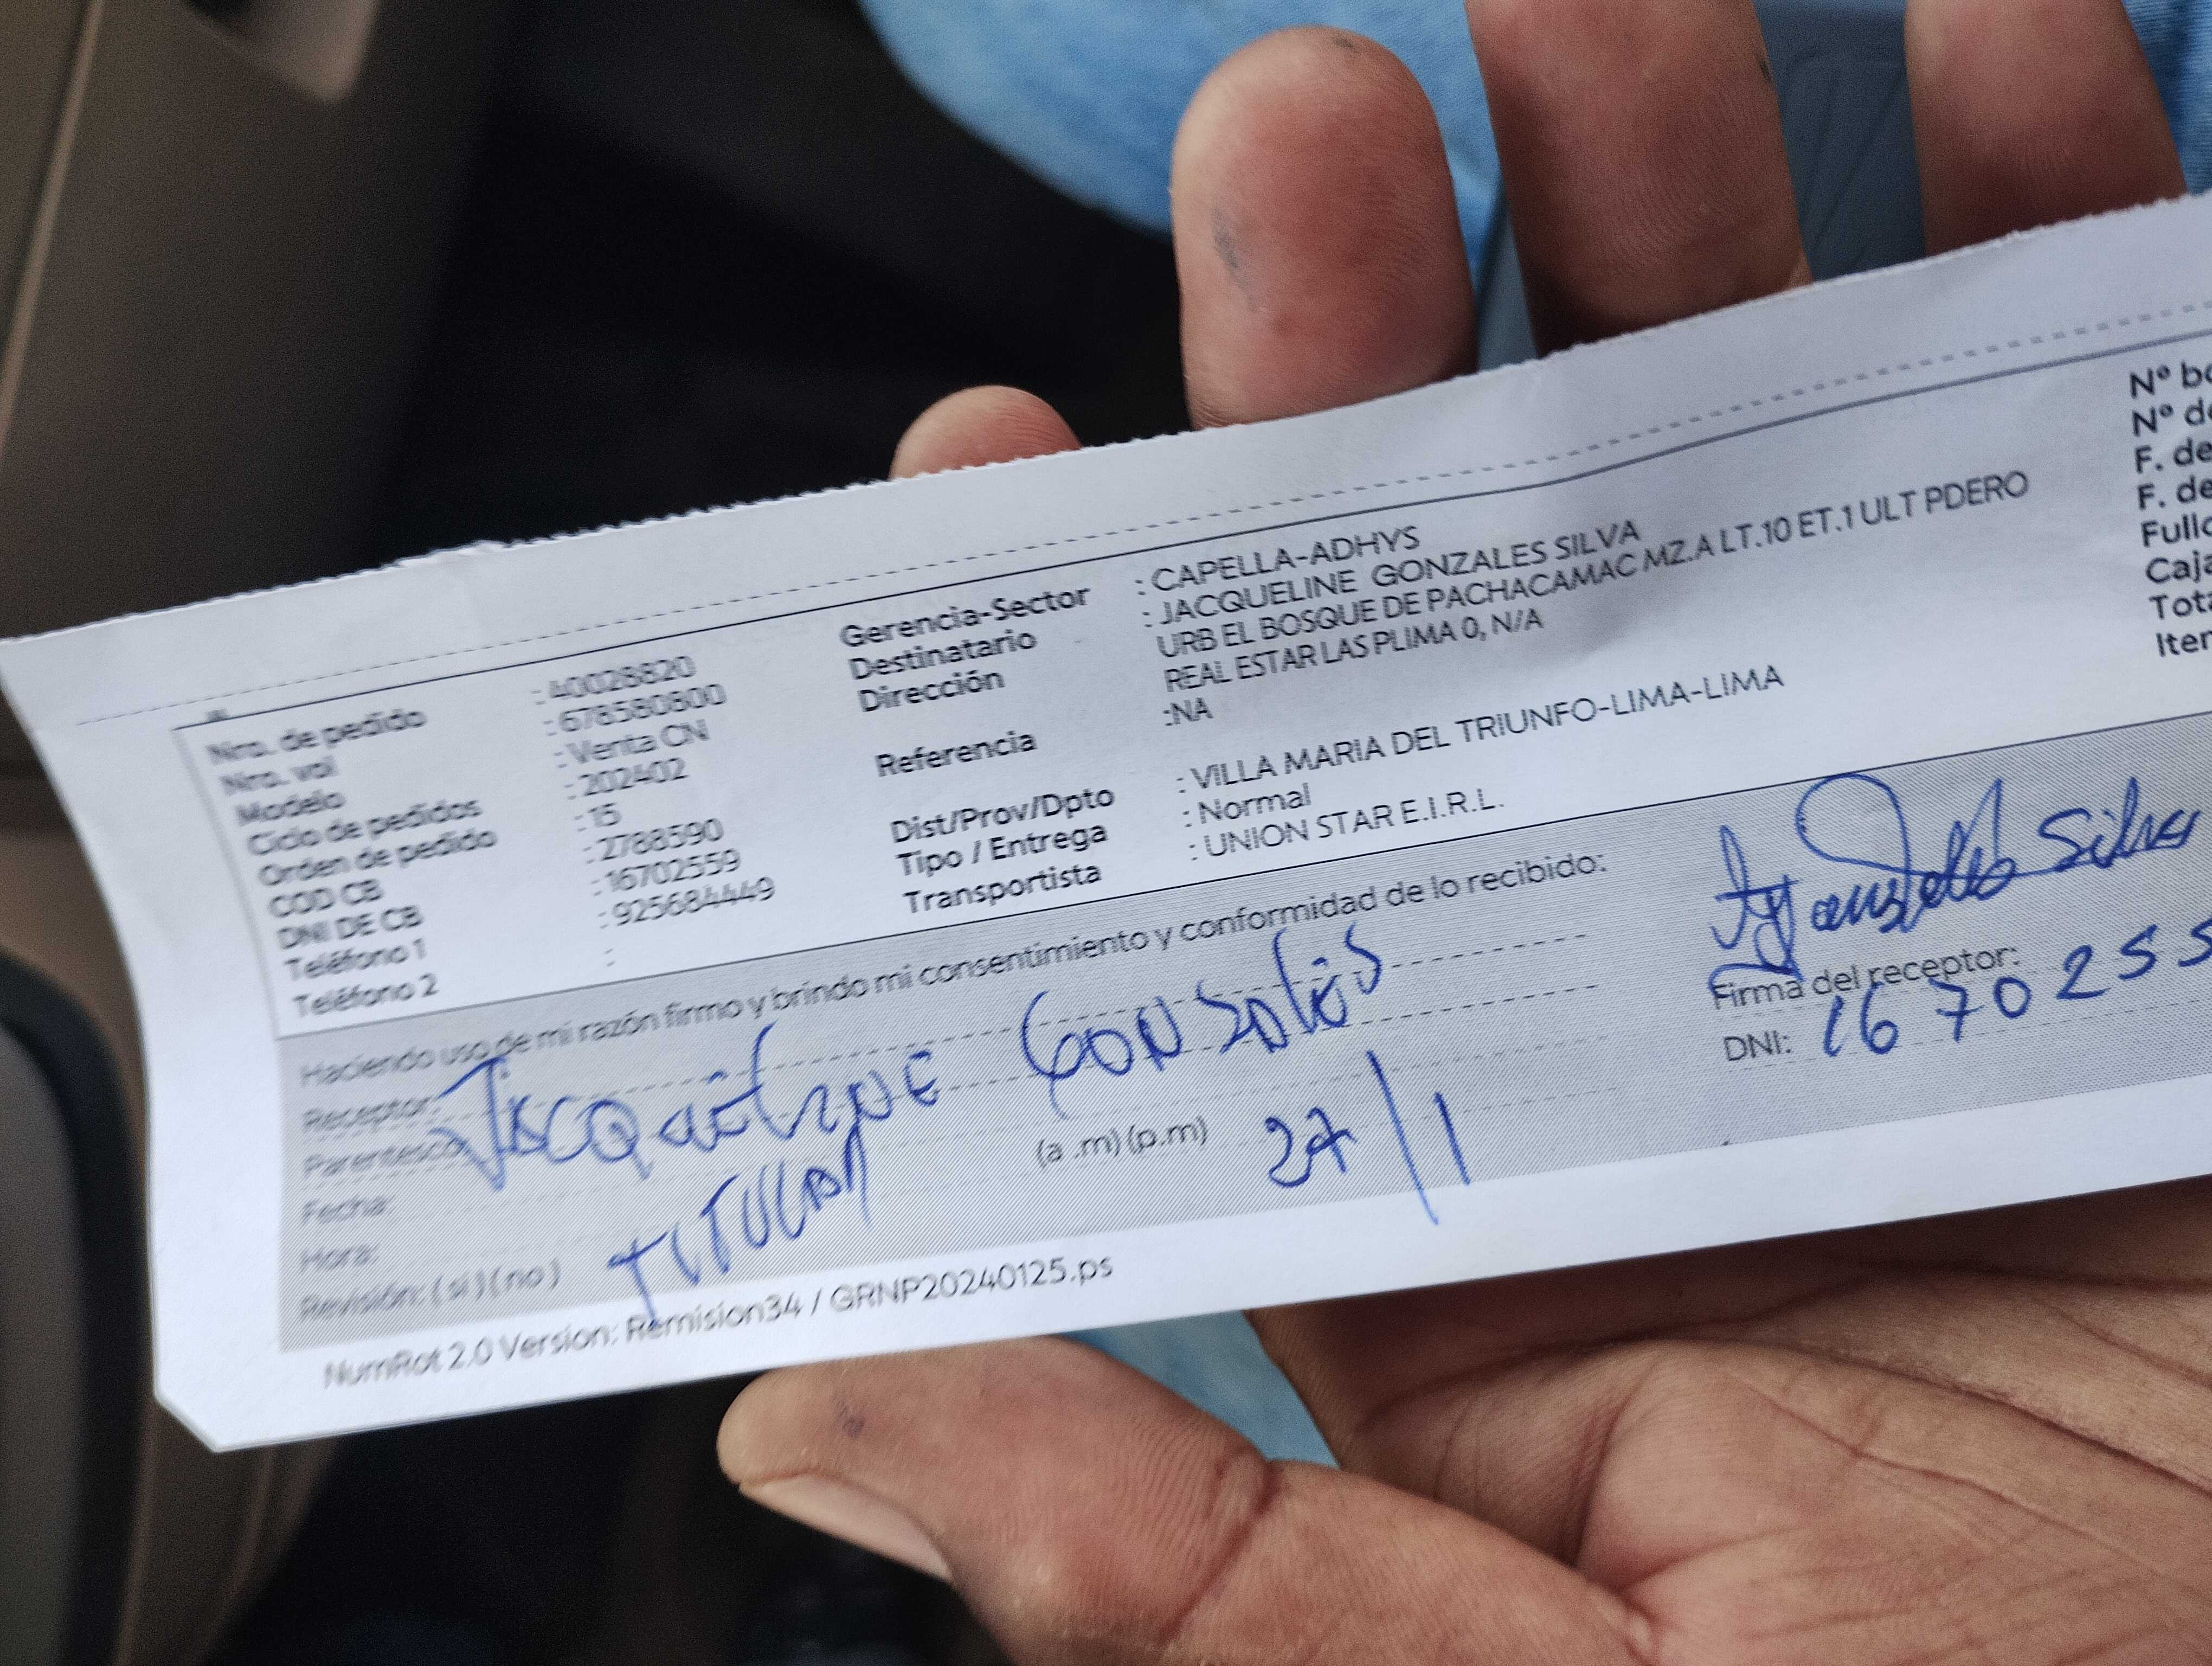 Nro. de pedido : 40028820
Nro. vol : 678580800
Modelo : Venta CN
Ciclo de pedidos : 202402
Orden de pedido : 15
COD CB : 2788590
DNI DE CB : 16702559
Teléfono 1 : 925684449
Teléfono 2 :
Gerencia-Sector : CAPELLA-ADHYS
Destinatario : JACQUELINE GONZALES SILVA
Dirección URB EL BOSQUE DE PACHACAMAC MZ.A LT.10 ET.1 ULT PDERO
REAL ESTAR LAS PLIMA 0, N/A
Referencia :NA
Dist/Prov/Dpto : VILLA MARIA DEL TRIUNFO-LIMA-LIMA
Tipo / Entrega : Normal
Transportista : UNION STAR E.I.R.L.
Nº bo
Nº de
F. de
F. de
Fullc
Caja
Tota
Iter
Haciendo uso de mi razón firmo y brindo mi consentimiento y conformidad de lo recibido:
Receptor: JACQUELINE GONSALES
Parentesco:
Fecha:
Hora: (a .m) (p.m) 27/1
Revisión: ( si ) ( no ) TITULAR
Gonzales Silva
Firma del receptor:
DNI: 1670255
NumRot 2.0 Version: Remision34 / GRNP20240125.ps